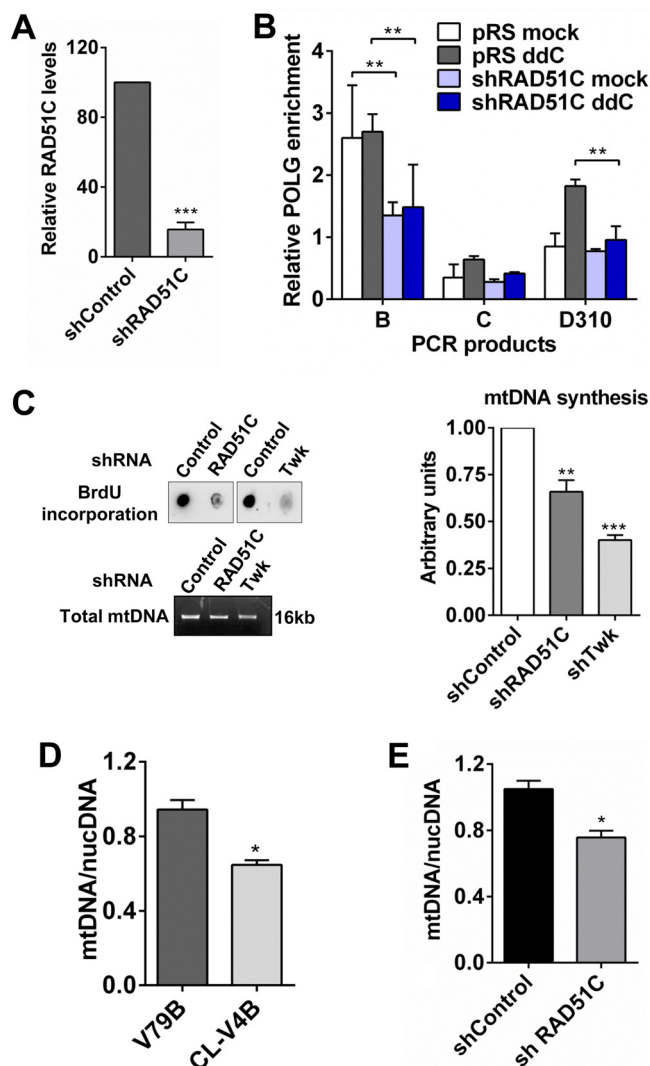 A
Relative RAD51C levels
120
80
40
0
***
shControl
shRAD51C
B
Relative POLG enrichment
4
3
2
1
0
pRS mock
pRS ddC
shRAD51C mock
shRAD51C ddC
**
**
**
B C D310
PCR products
C
shRNA
Control RAD51C Control Twk
BrdU
incorporation
shRNA
Control RAD51C Twk
Total mtDNA 16kb
mtDNA synthesis
Arbitrary units
1.00
0.75
0.50
0.25
0.00
**
***
shControl
shRAD51C
shTwk
D
mtDNA/nucDNA
1.2
0.8
0.4
0.0
*
V79B
CL-V4B
E
mtDNA/nucDNA
1.2
0.8
0.4
0.0
*
shControl
sh RAD51C